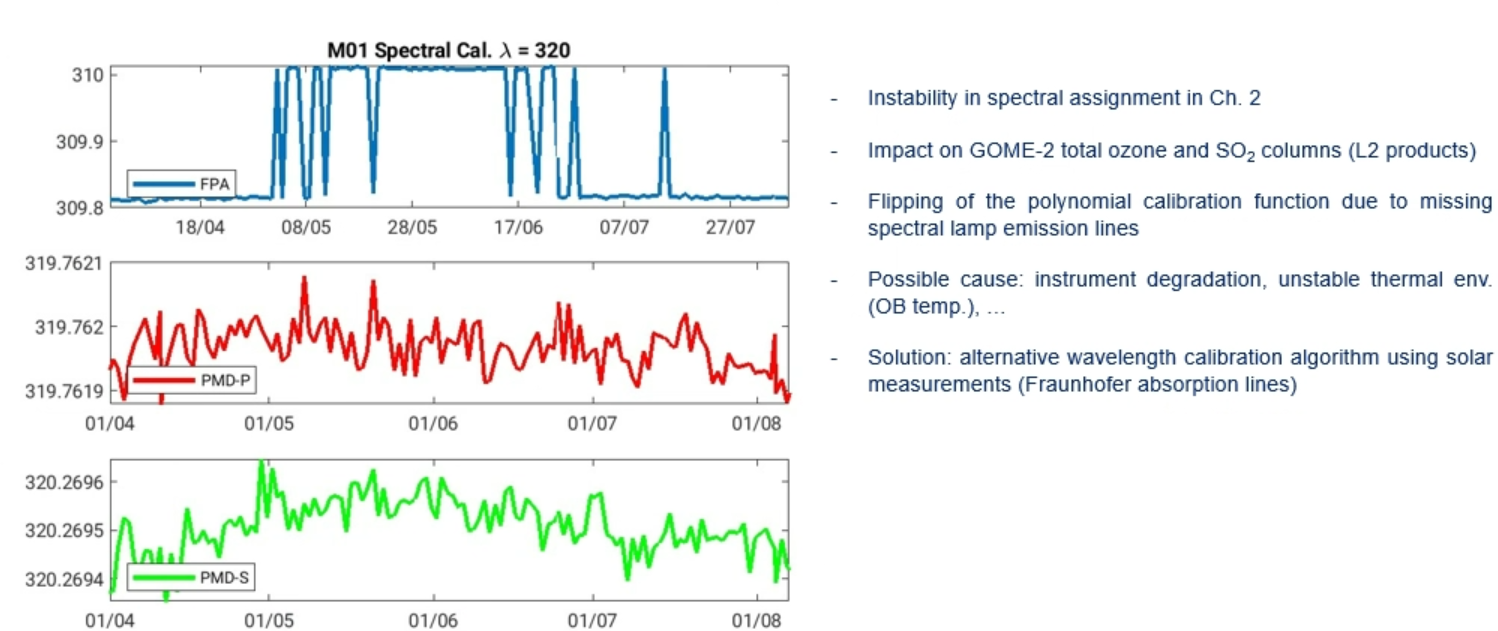 M01 Spectral Cal. λ = 320
310
309.9
309.8
FPA
18/04 08/05 28/05 17/06 07/07 27/07
319.7621
319.762
319.7619
PMD-P
01/04 01/05 01/06 01/07 01/08
320.2696
320.2695
320.2694
PMD-S
01/04 01/05 01/06 01/07 01/08
- Instability in spectral assignment in Ch. 2
- Impact on GOME-2 total ozone and SO₂ columns (L2 products)
- Flipping of the polynomial calibration function due to missing
spectral lamp emission lines
- Possible cause: instrument degradation, unstable thermal env.
(OB temp.), ...
- Solution: alternative wavelength calibration algorithm using solar
measurements (Fraunhofer absorption lines)